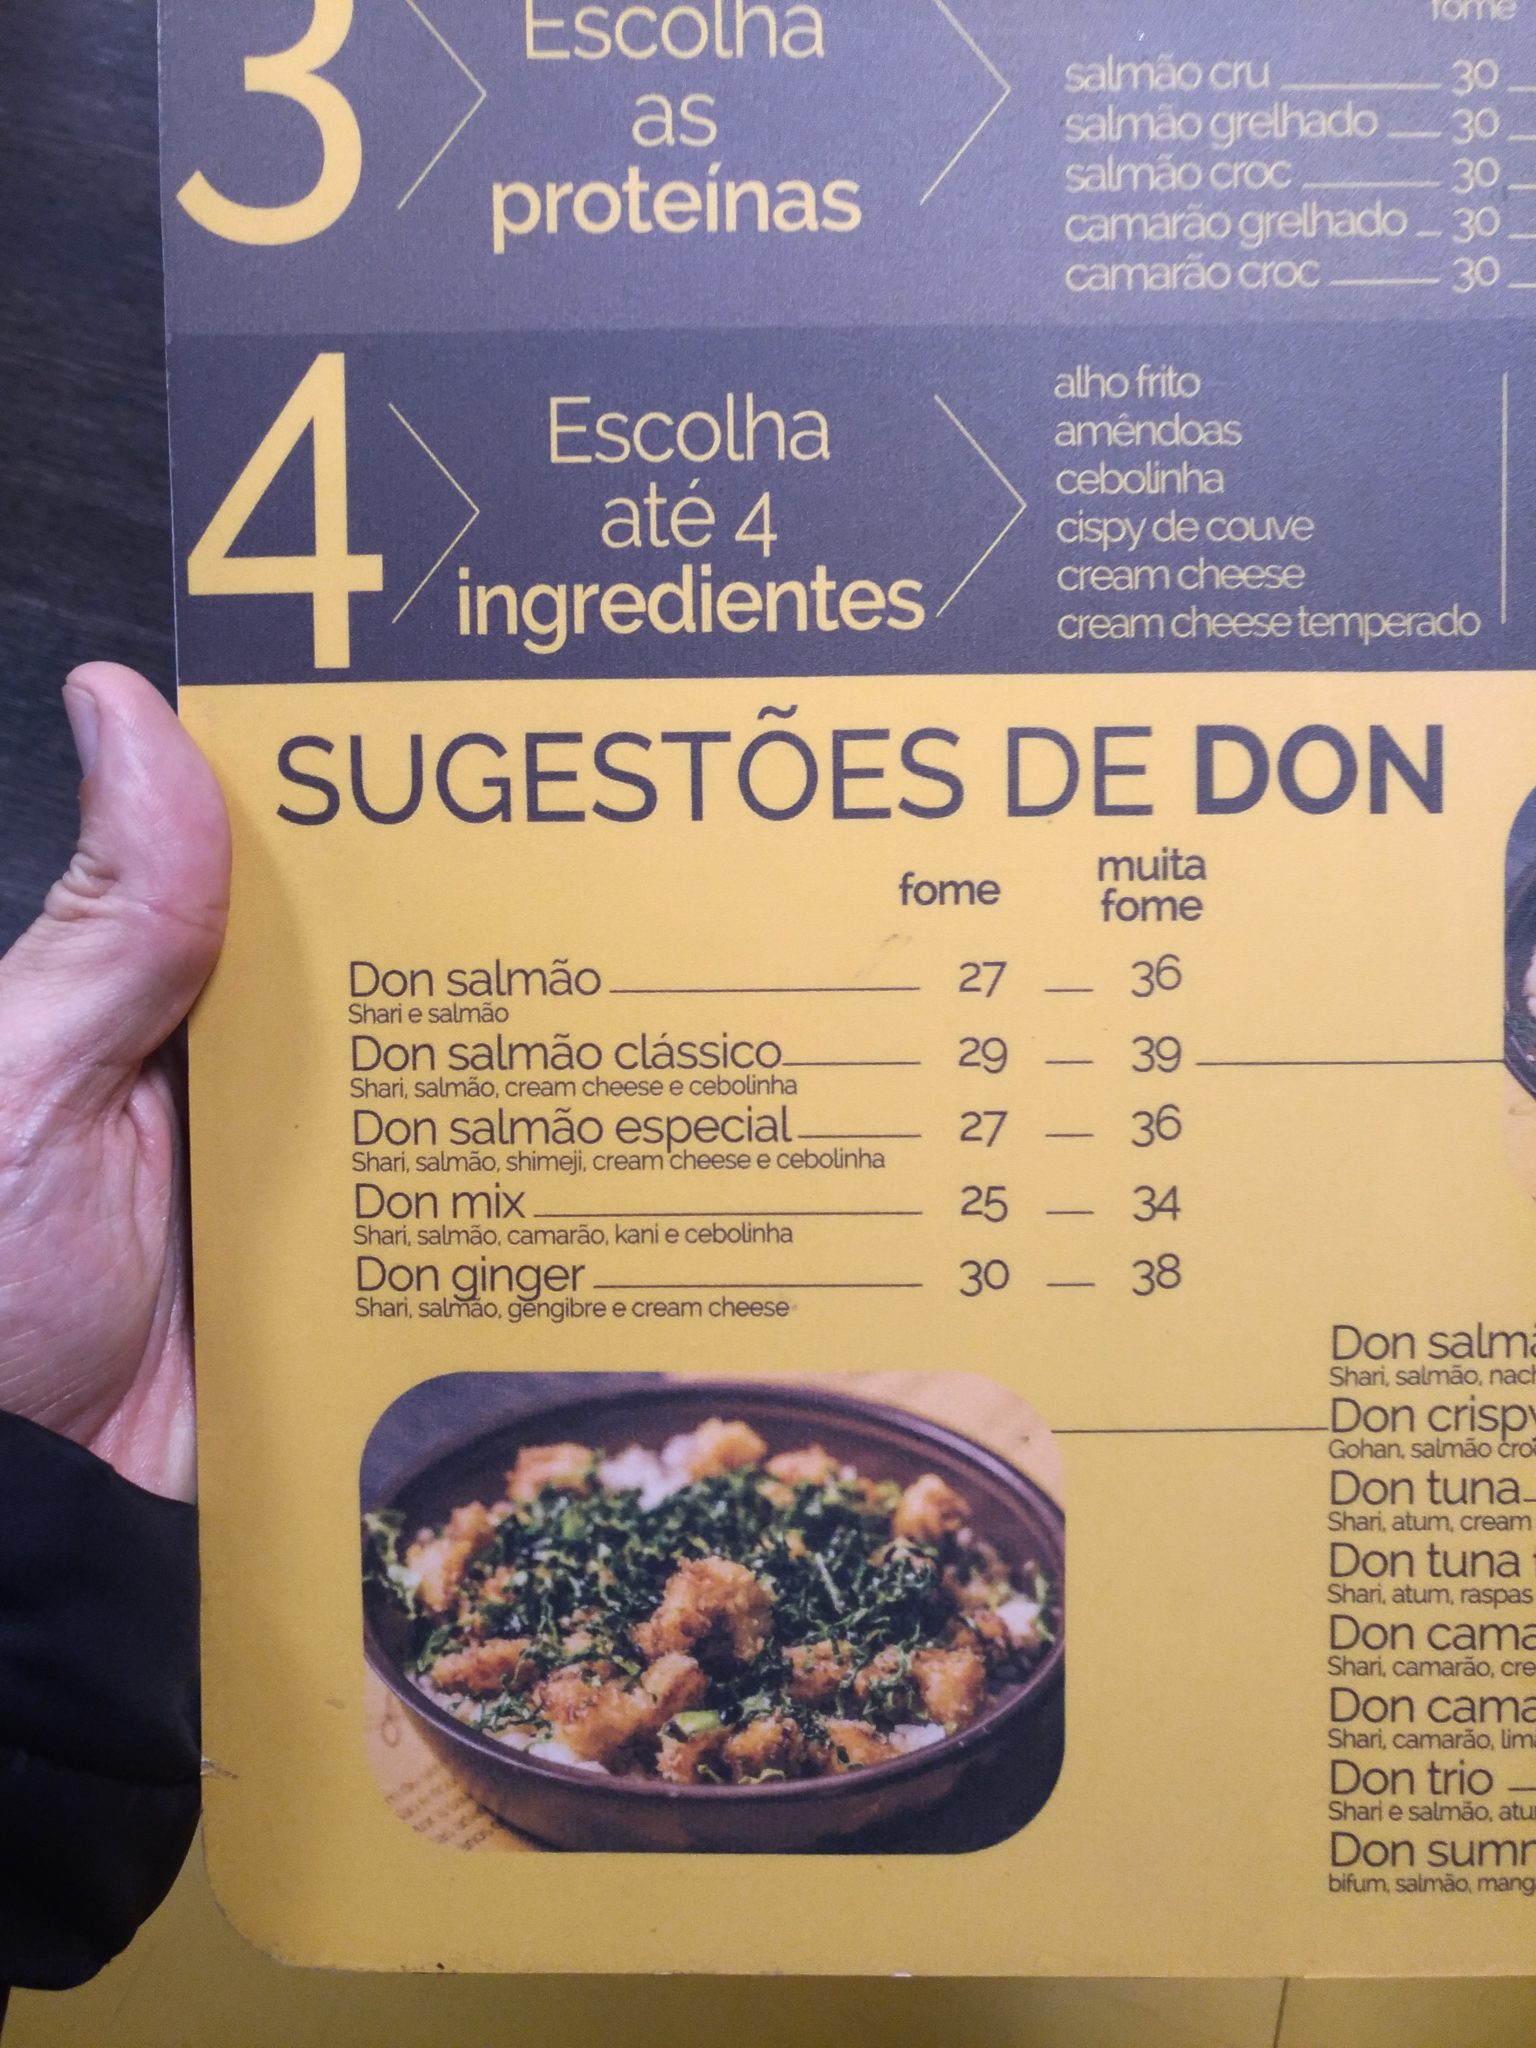 3
Escolha
as
proteínas
fome
salmão cru 30
salmão grelhado 30
salmão croc 30
camarão grelhado 30
camarão croc 30
4
Escolha
até 4
ingredientes
alho frito
amêndoas
cebolinha
cispy de couve
cream cheese
cream cheese temperado
SUGESTÕES DE DON
fome
muita
fome
Don salmão 27 36
Shari e salmão
Don salmão clássico 29 39
Shari, salmão, cream cheese e cebolinha
Don salmão especial 27 36
Shari, salmão, shimeji, cream cheese e cebolinha
Don mix 25 34
Shari, salmão, camarão, kani e cebolinha
Don ginger 30 38
Shari, salmão, gengibre e cream cheese
Don
Shari, salmão,
Don
Gohan, salmão
Don tuna
Shari, atum, cream
Don tuna
Shari, atum, raspas
Don
Shari, camarão,
Don
Shari, camarão,
Don trio
Shari e salmão,
Don
bifum, salmão,